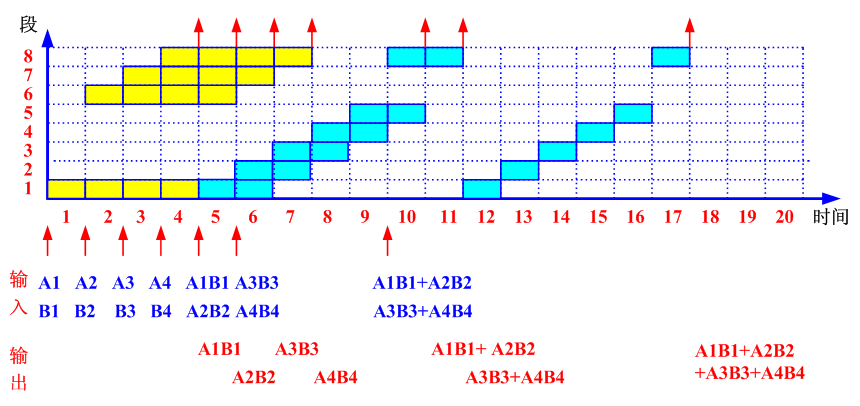 段
8
7
6
5
4
3
2
1
1 2 3 4 5 6 7 8 9 10 11 12 13 14 15 16 17 18 19 20 时间
输入 A1 A2 A3 A4 A1B1 A3B3 A1B1+A2B2
B1 B2 B3 B4 A2B2 A4B4 A3B3+A4B4
输出 A1B1 A3B3 A1B1+ A2B2 A1B1+A2B2
A2B2 A4B4 A3B3+A4B4 +A3B3+A4B4